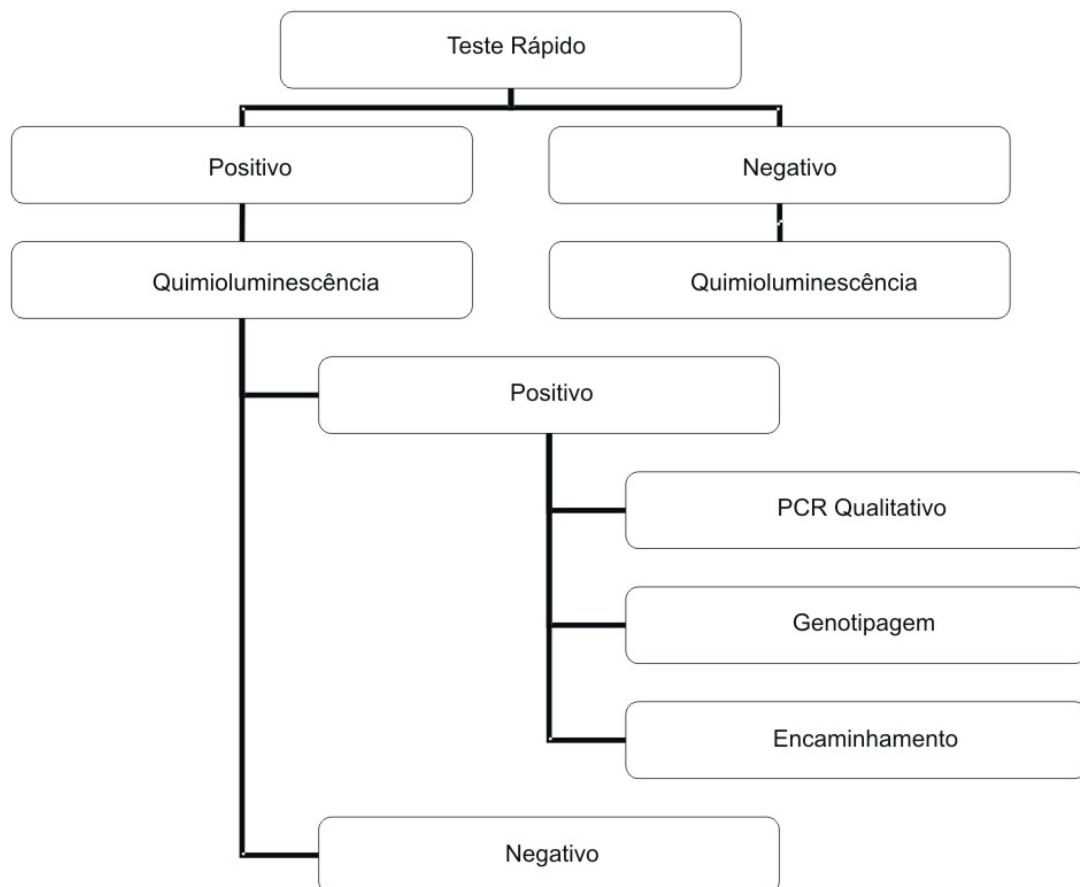 Teste Rápido
Positivo
Negativo
Quimioluminescência
Quimioluminescência
Positivo
PCR Qualitativo
Genotipagem
Encaminhamento
Negativo